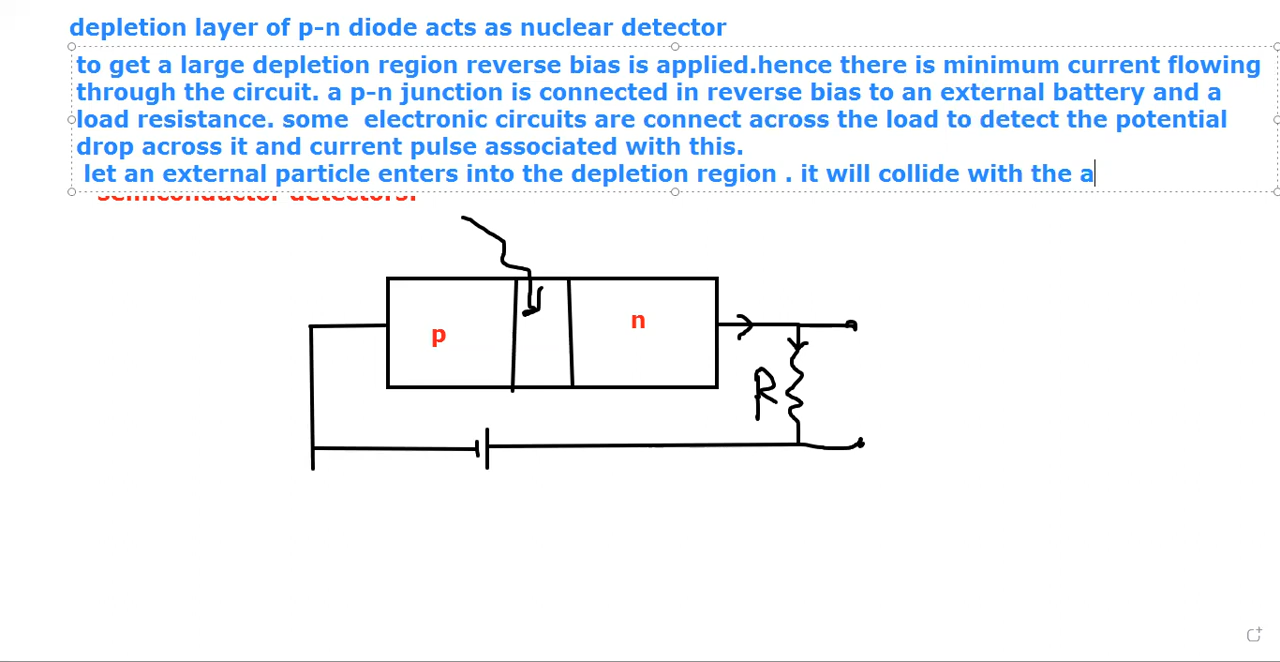 depletion layer of p-n diode acts as nuclear detector
to get a large depletion region reverse bias is applied.hence there is minimum current flowing
through the circuit. a p-n junction is connected in reverse bias to an external battery and a
load resistance. some  electronic circuits are connect across the load to detect the potential
drop across it and current pulse associated with this.
let an external particle enters into the depletion region . it will collide with the a
semiconductor detectors:
p
n
R